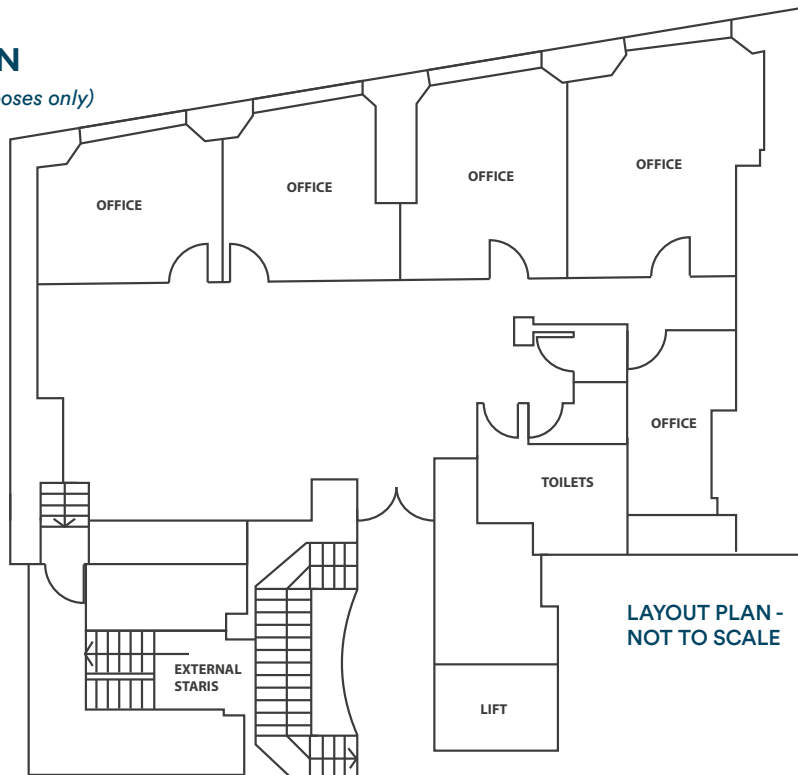 N
oses only)
OFFICE
OFFICE
OFFICE
OFFICE
OFFICE
TOILETS
LAYOUT PLAN -
NOT TO SCALE
EXTERNAL
STARIS
LIFT